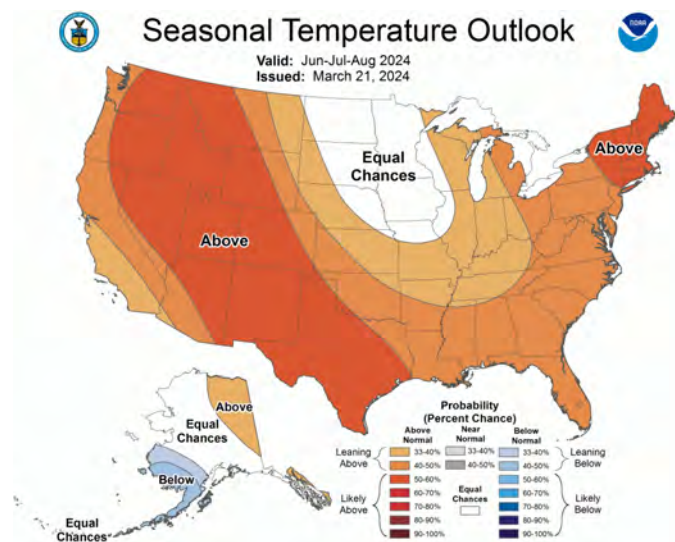 Seasonal Temperature Outlook
NOAA
Valid: Jun-Jul-Aug 2024
Issued: March 21, 2024
Equal
Chances
Above
Above
Above
Equal
Chances
Below
Equal
Chances
Probability
(Percent Chance)
Above
Normal
Near
Normal
Below
Normal
Leaning
Above
33-40%
40-50%
33-40%
40-50%
33-40%
40-50%
Leaning
Below
Likely
Above
50-60%
60-70%
70-80%
80-90%
90-100%
Equal
Chances
50-60%
60-70%
70-80%
80-90%
90-100%
Likely
Below